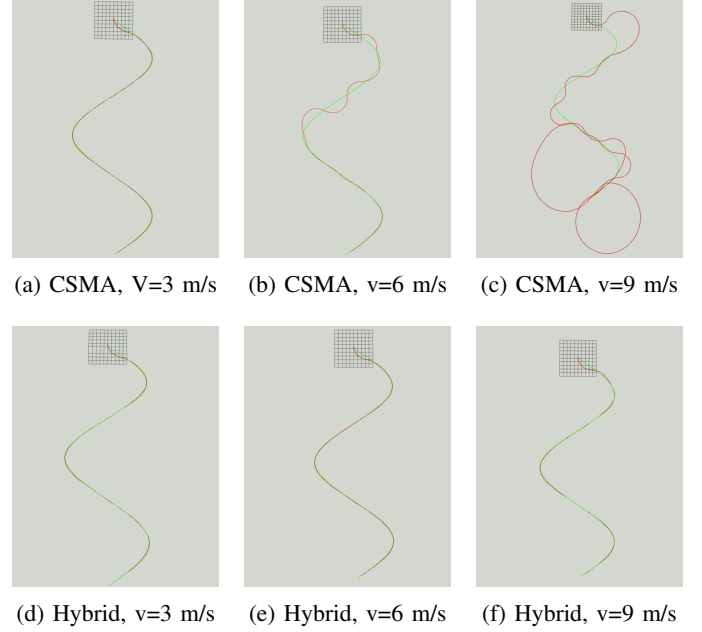 (a) CSMA, V=3 m/s
(b) CSMA, v=6 m/s
(c) CSMA, v=9 m/s
(d) Hybrid, v=3 m/s
(e) Hybrid, v=6 m/s
(f) Hybrid, v=9 m/s